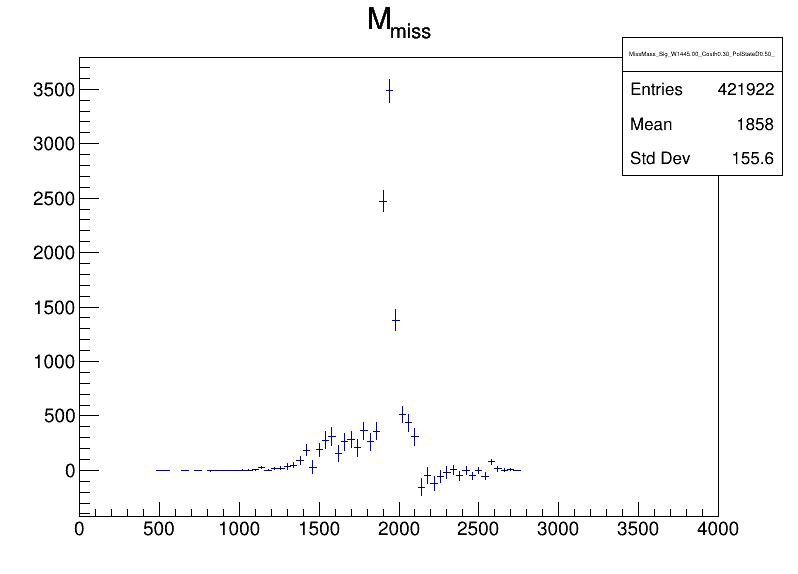 M_miss
MissMass_Sig_W1445.00_Costh0.30_PolStateD0.50_
Entries 421922
Mean 1858
Std Dev 155.6
3500
3000
2500
2000
1500
1000
500
0
0 500 1000 1500 2000 2500 3000 3500 4000